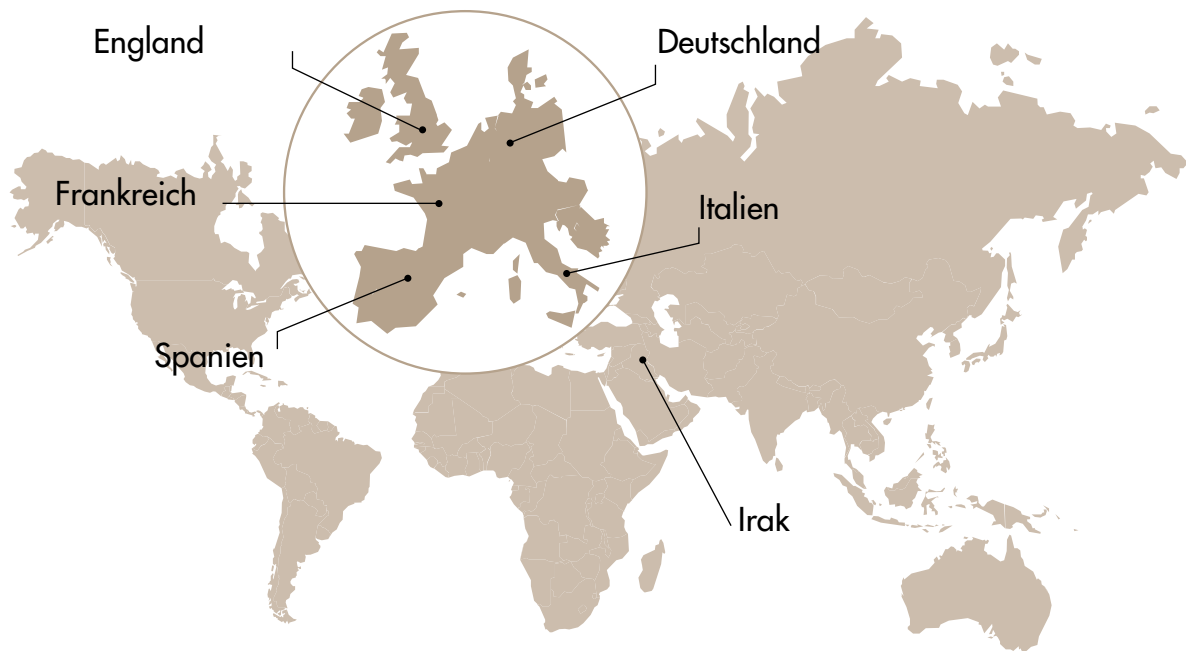 England
Deutschland
Frankreich
Italien
Spanien
Irak